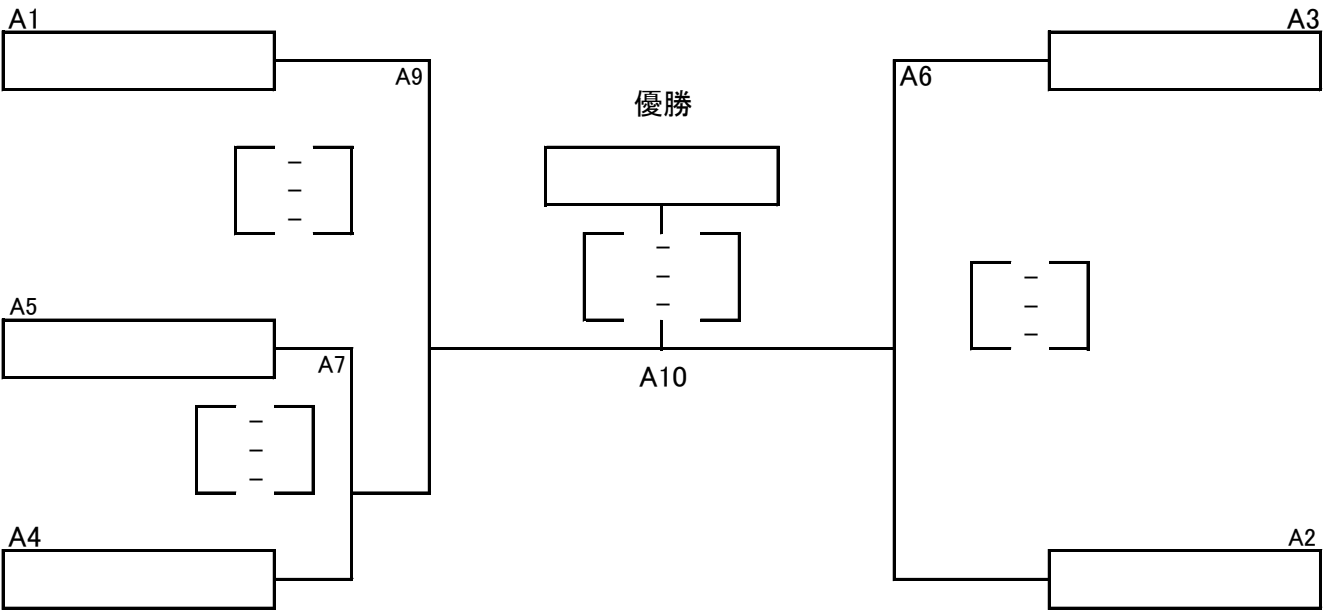 A1
A3
A9
A6
優勝
–
–
–
–
–
–
–
–
–
A5
A7
A10
–
–
–
A4
A2